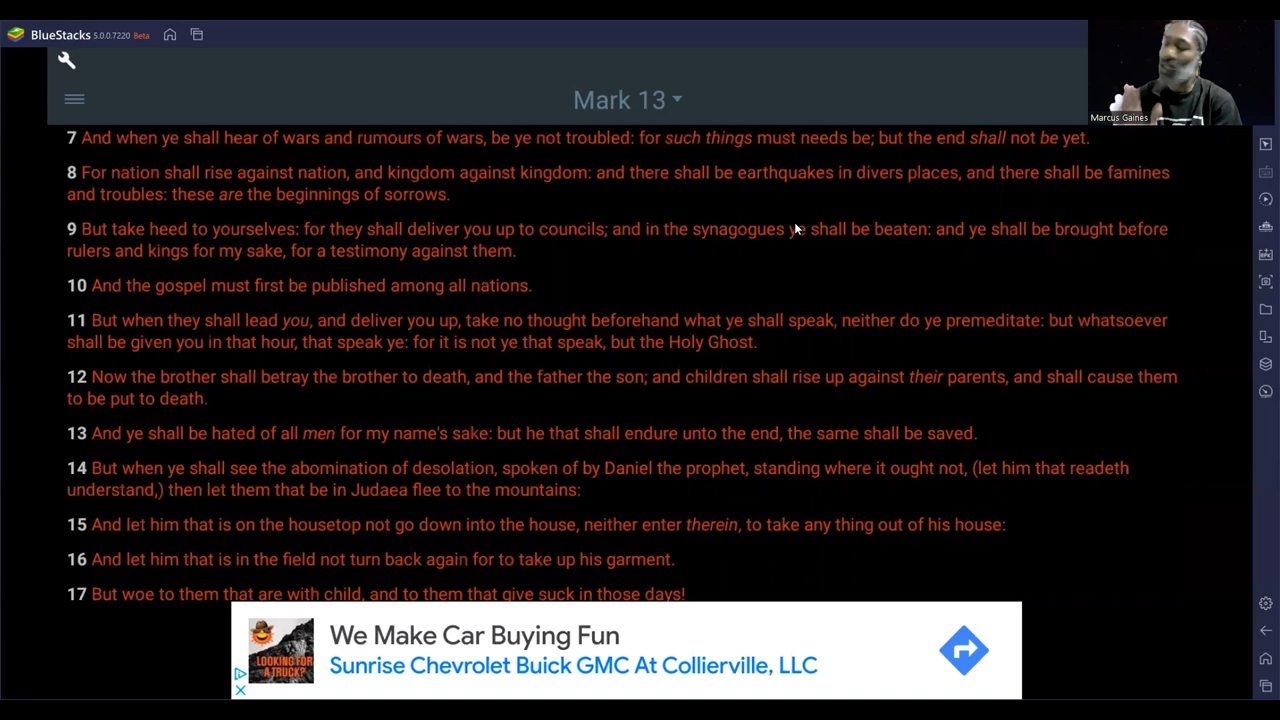 BlueStacks 5.0.0.7220 Beta
Marcus Gaines
Mark 13
7 And when ye shall hear of wars and rumours of wars, be ye not troubled: for such things must needs be; but the end shall not be yet.
8 For nation shall rise against nation, and kingdom against kingdom: and there shall be earthquakes in divers places, and there shall be famines
and troubles: these are the beginnings of sorrows.
9 But take heed to yourselves: for they shall deliver you up to councils; and in the synagogues ye shall be beaten: and ye shall be brought before
rulers and kings for my sake, for a testimony against them.
10 And the gospel must first be published among all nations.
11 But when they shall lead you, and deliver you up, take no thought beforehand what ye shall speak, neither do ye premeditate: but whatsoever
shall be given you in that hour, that speak ye: for it is not ye that speak, but the Holy Ghost.
12 Now the brother shall betray the brother to death, and the father the son; and children shall rise up against their parents, and shall cause them
to be put to death.
13 And ye shall be hated of all men for my name's sake: but he that shall endure unto the end, the same shall be saved.
14 But when ye shall see the abomination of desolation, spoken of by Daniel the prophet, standing where it ought not, (let him that readeth
understand,) then let them that be in Judaea flee to the mountains:
15 And let him that is on the housetop not go down into the house, neither enter therein, to take any thing out of his house:
16 And let him that is in the field not turn back again for to take up his garment.
17 But woe to them that are with child, and to them that give suck in those days!
LOOKING FOR
A TRUCK?
We Make Car Buying Fun
Sunrise Chevrolet Buick GMC At Collierville, LLC